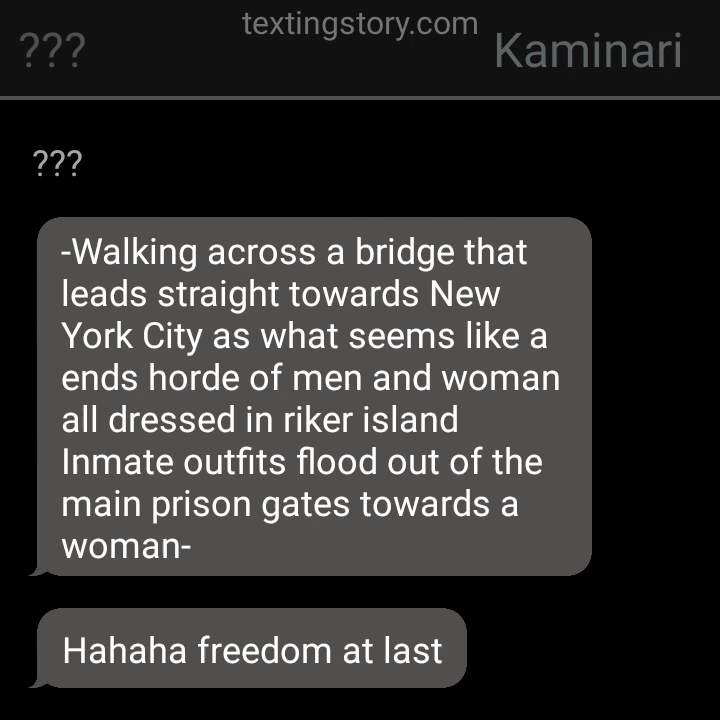 textingstory.com
??? Kaminari
???
-Walking across a bridge that
leads straight towards New
York City as what seems like a
ends horde of men and woman
all dressed in riker island
Inmate outfits flood out of the
main prison gates towards a
woman-
Hahaha freedom at last